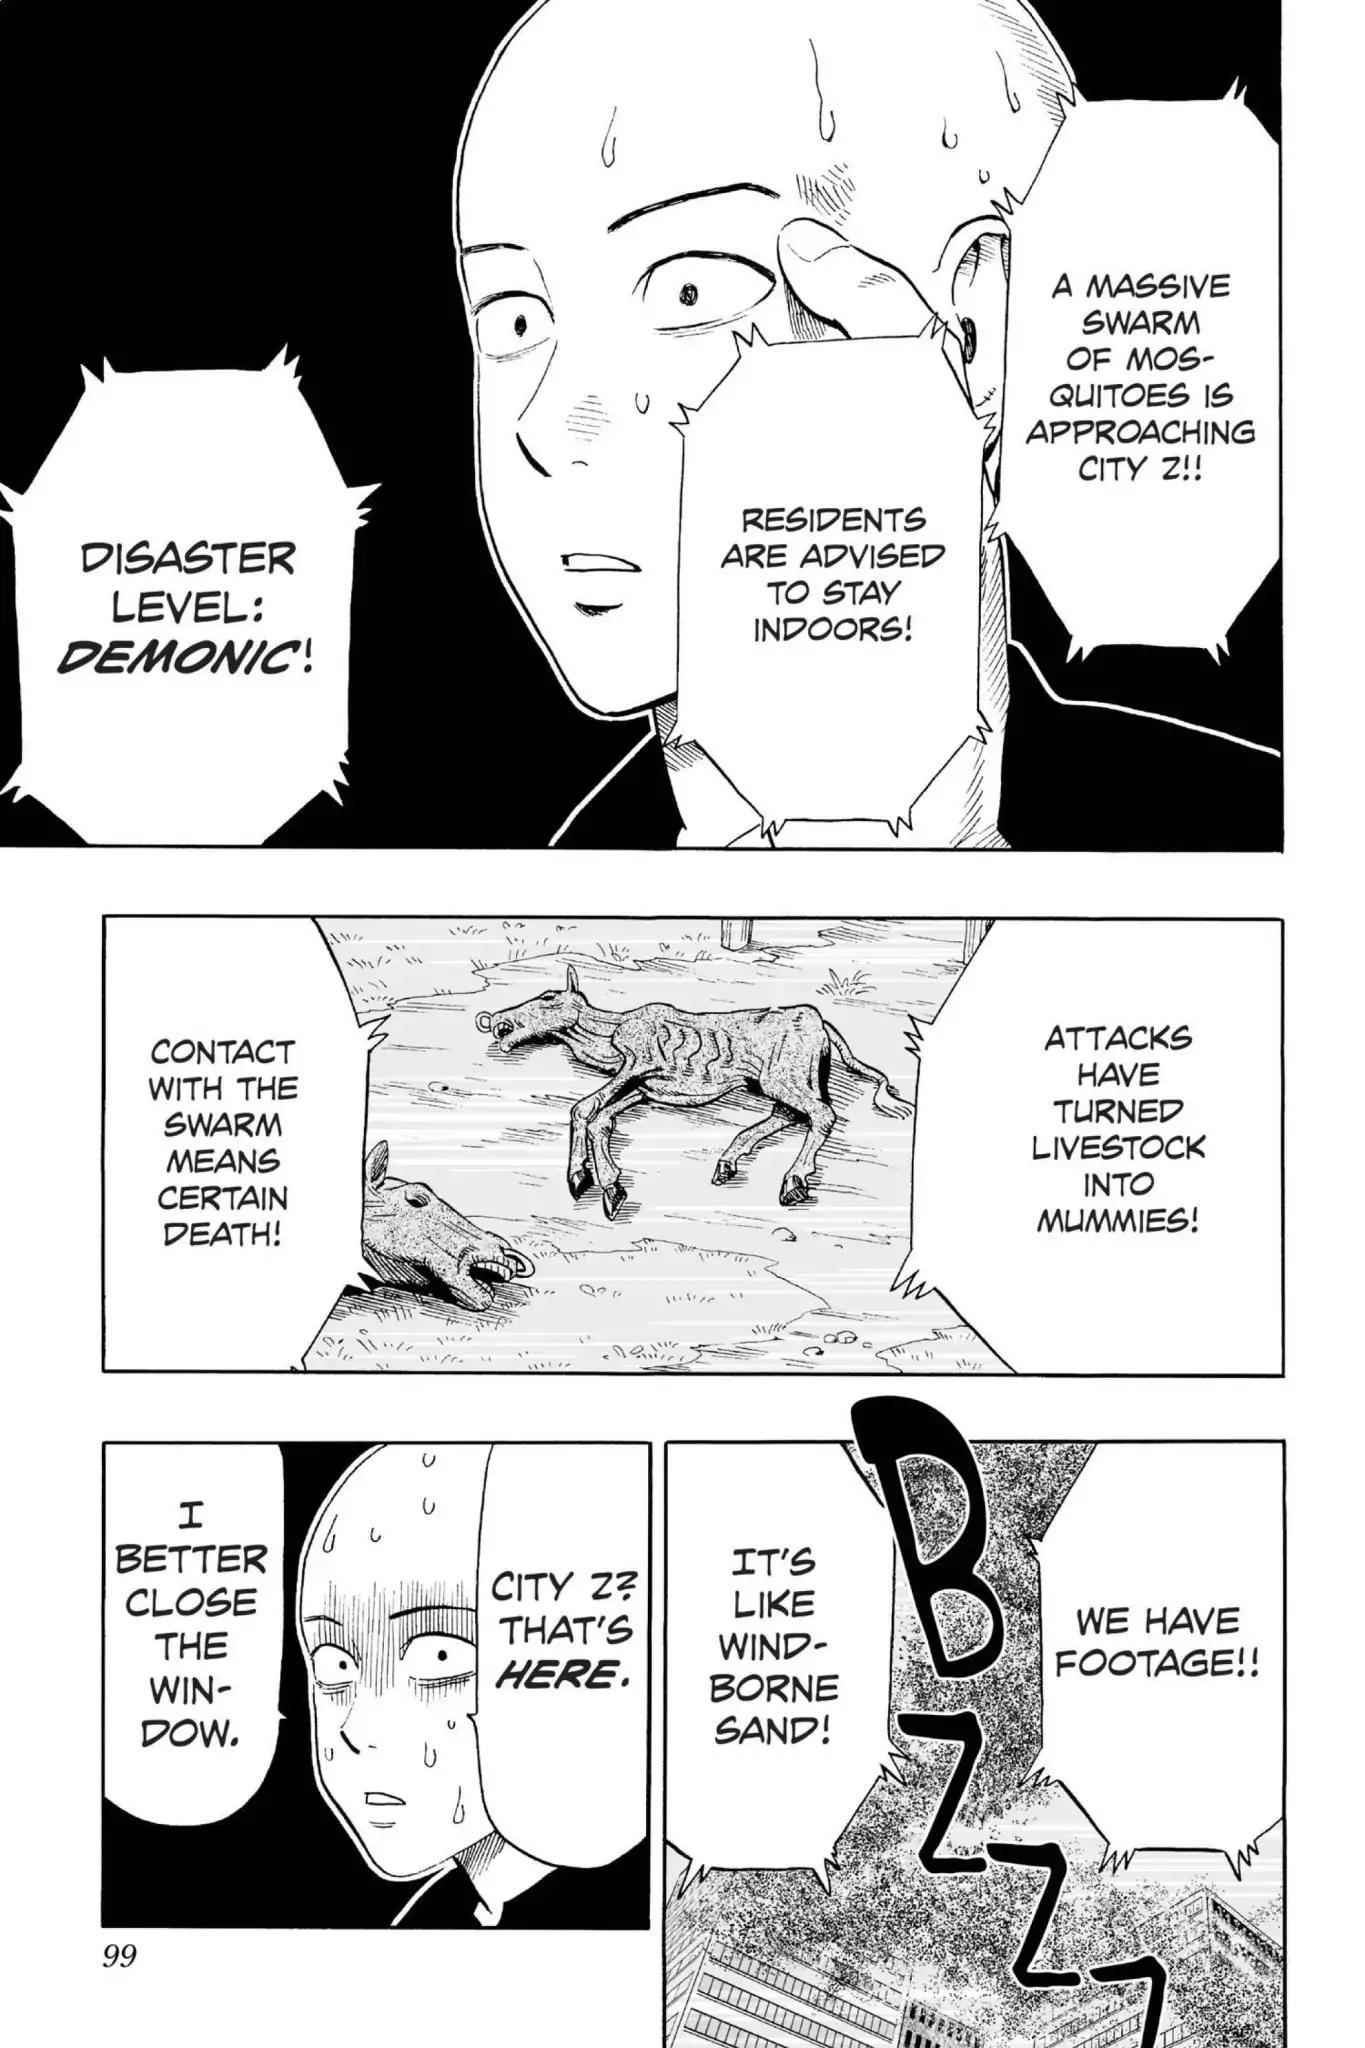 A MASSIVE
SWARM
OF MOS-
QUITOES IS
APPROACHING
CITY Z!!
RESIDENTS
ARE ADVISED
TO STAY
INDOORS!
DISASTER
LEVEL:
DEMONIC!
ATTACKS
HAVE
TURNED
LIVESTOCK
INTO
MUMMIES!
CONTACT
WITH THE
SWARM
MEANS
CERTAIN
DEATH!
WE HAVE
FOOTAGE!!
BZZZ
IT'S
LIKE
WIND-
BORNE
SAND!
CITY Z?
THAT'S
HERE.
I
BETTER
CLOSE
THE
WIN-
DOW.
99